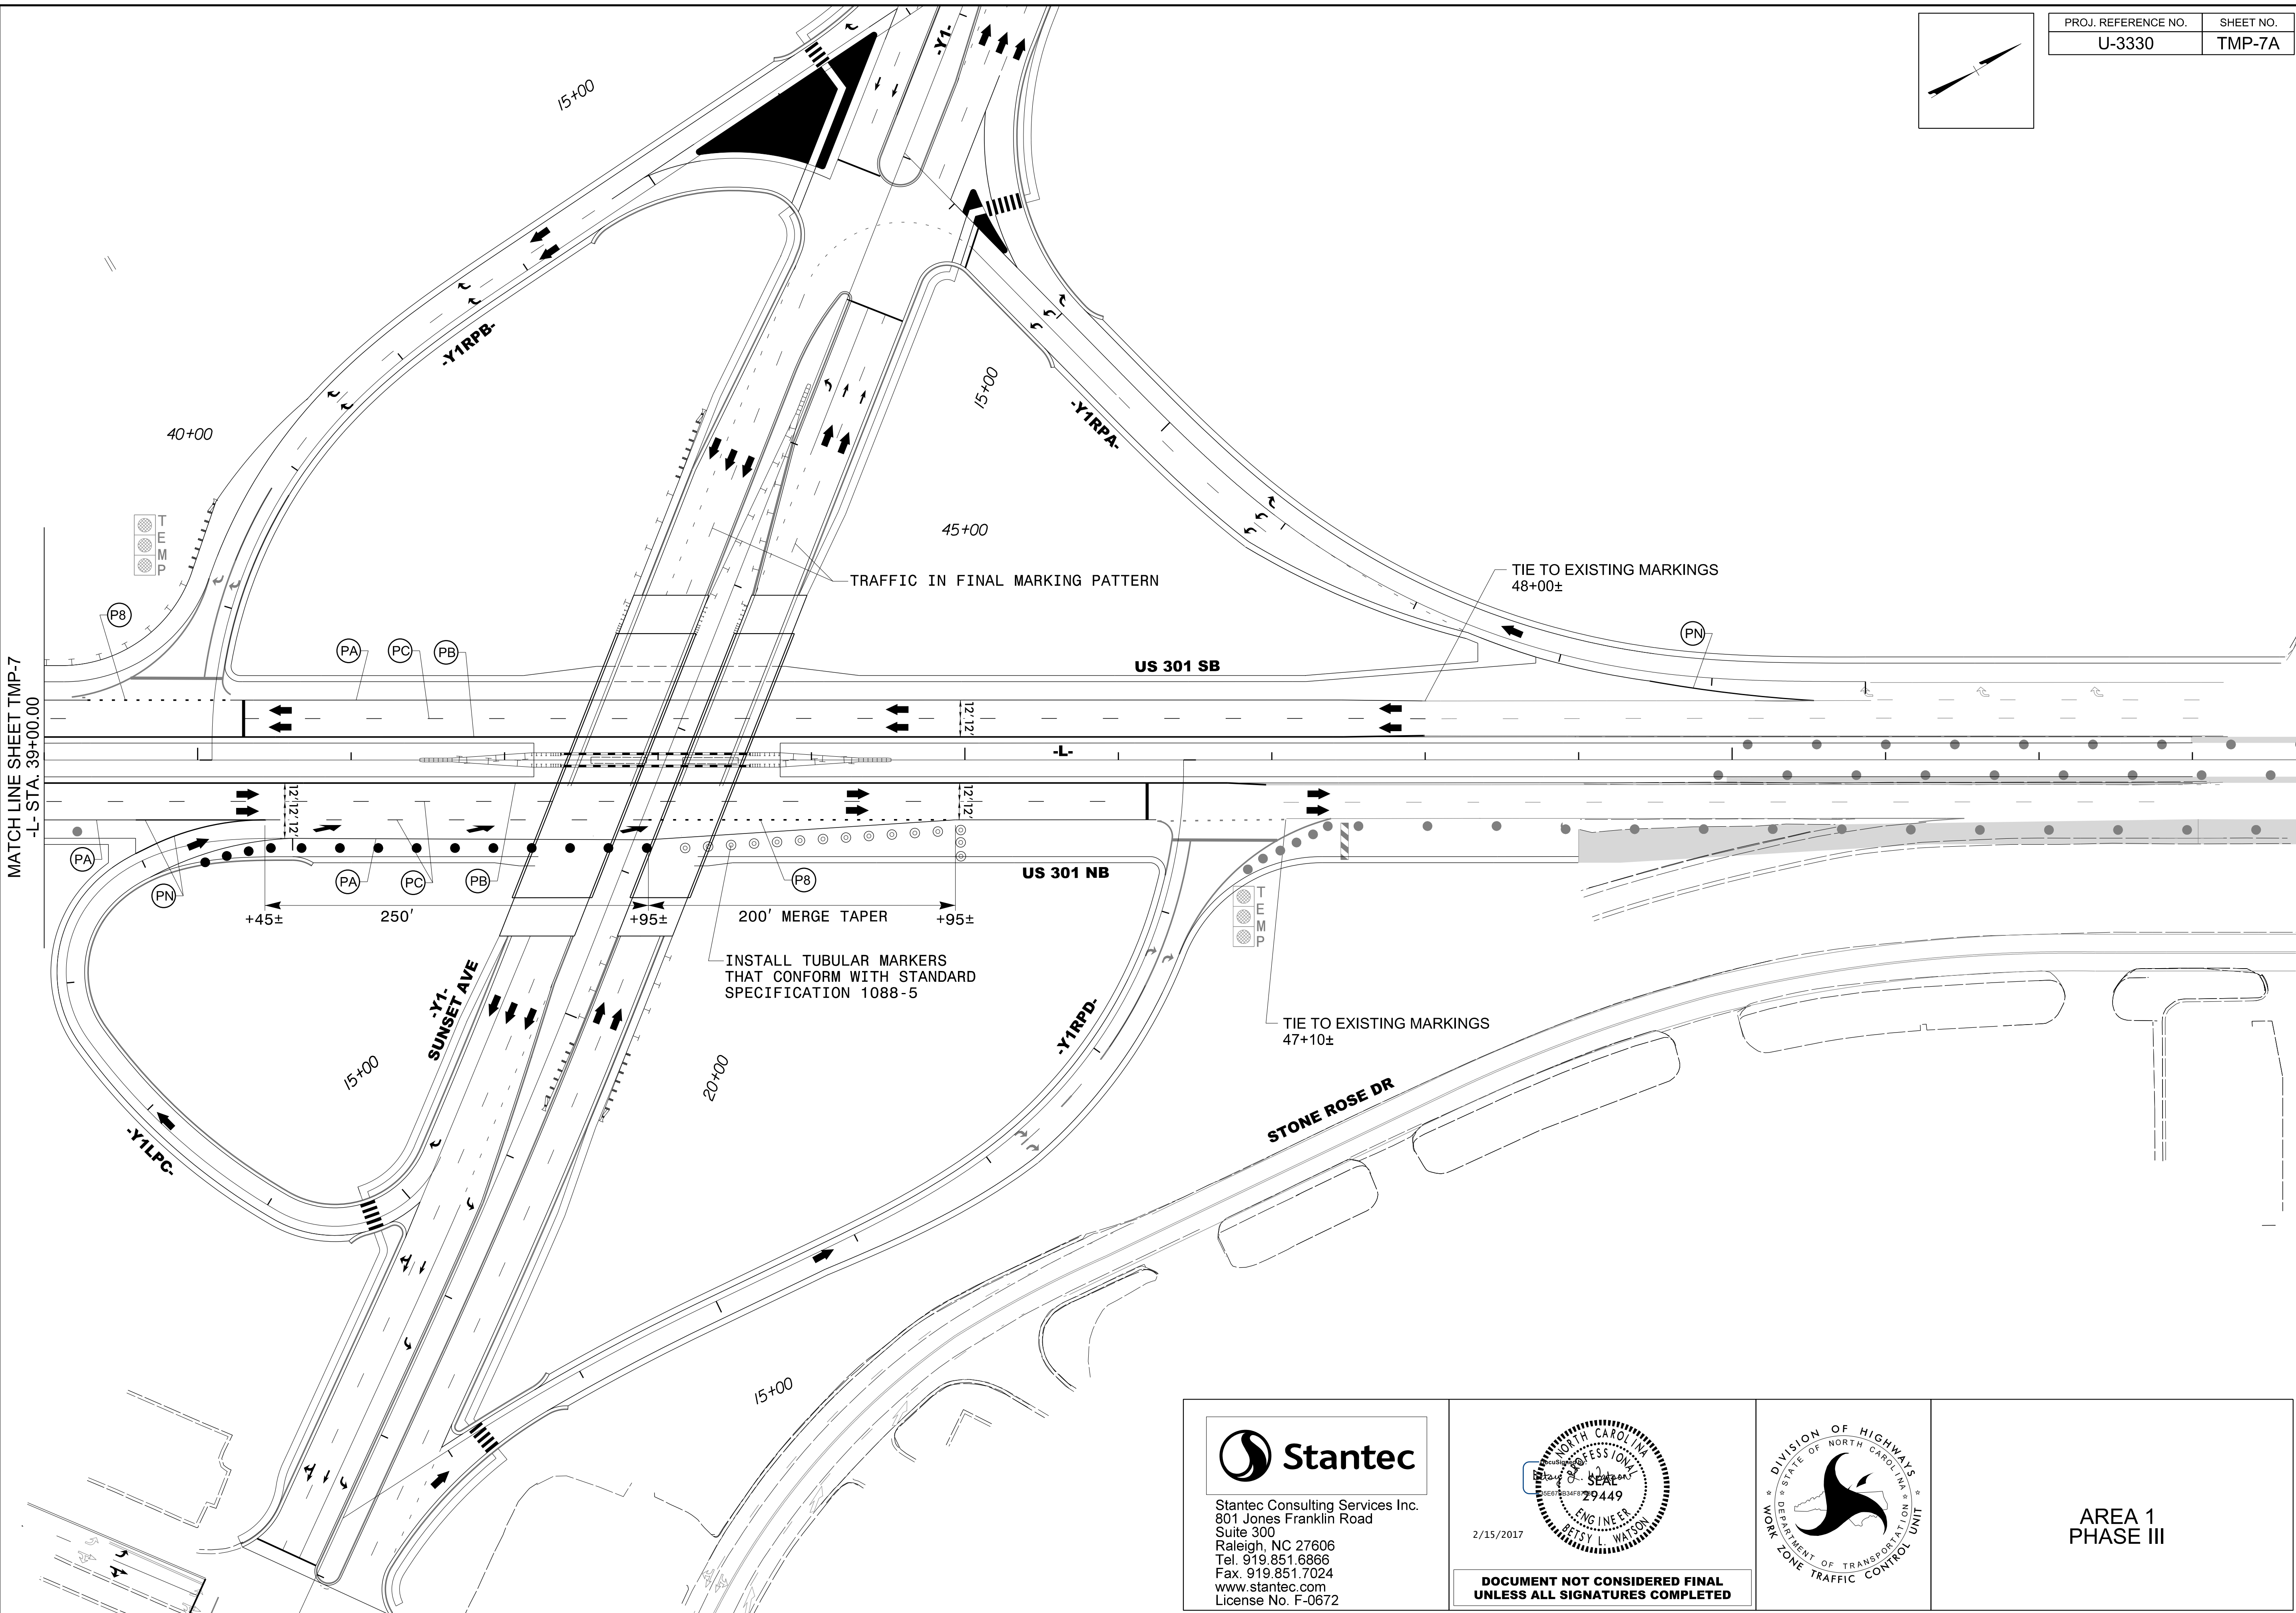 PROJ. REFERENCE NO.
SHEET NO.
U-3330
TMP-7A
-Y1-
15+00
-Y1RPB-
40+00
15+00
-Y1RPA-
45+00
TRAFFIC IN FINAL MARKING PATTERN
TIE TO EXISTING MARKINGS
48+00±
TEMP
P8
PA
PC
PB
PN
US 301 SB
12' 12'
MATCH LINE SHEET TMP-7
-L- STA. 39+00.00
-L-
12' 12' 12'
12' 12'
PA
PN
PA
PC
PB
P8
US 301 NB
+45±
250'
+95±
200' MERGE TAPER
+95±
TEMP
INSTALL TUBULAR MARKERS
THAT CONFORM WITH STANDARD
SPECIFICATION 1088-5
-Y1-
SUNSET AVE
-Y1RPD-
TIE TO EXISTING MARKINGS
47+10±
15+00
20+00
STONE ROSE DR
-Y1LPC-
15+00
Stantec
Stantec Consulting Services Inc.
801 Jones Franklin Road
Suite 300
Raleigh, NC 27606
Tel. 919.851.6866
Fax. 919.851.7024
www.stantec.com
License No. F-0672
NORTH CAROLINA
PROFESSIONAL
SEAL
29449
ENGINEER
BETSY L. WATSON
2/15/2017
DOCUMENT NOT CONSIDERED FINAL
UNLESS ALL SIGNATURES COMPLETED
DIVISION OF HIGHWAYS
STATE OF NORTH CAROLINA
DEPARTMENT OF TRANSPORTATION
WORK ZONE TRAFFIC CONTROL UNIT
AREA 1
PHASE III